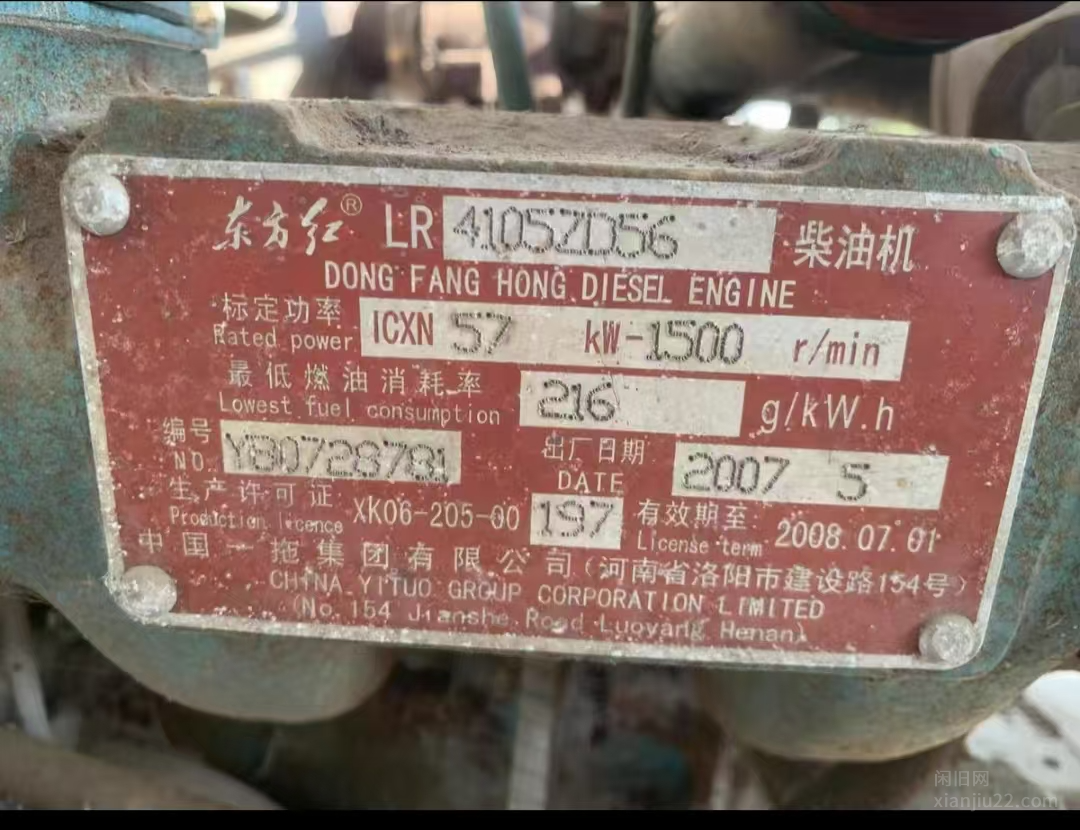 东方红® LR 4105ZD56 柴油机
DONG FANG HONG DIESEL ENGINE
标定功率
Rated power ICXN 57 kW-1500 r/min
最低燃油消耗率
Lowest fuel consumption 216 g/kW.h
编号
NO. YB0728781
出厂日期
DATE 2007 5
生产许可证
Production licence XK06-205-00 197
有效期至:
License term 2008.07.01
中国一拖集团有限公司(河南省洛阳市建设路154号)
CHINA YITUO GROUP CORPORATION LIMITED
(No.154 Jianshe Road Luoyang Henan)
闲旧网
xianjiu22.com